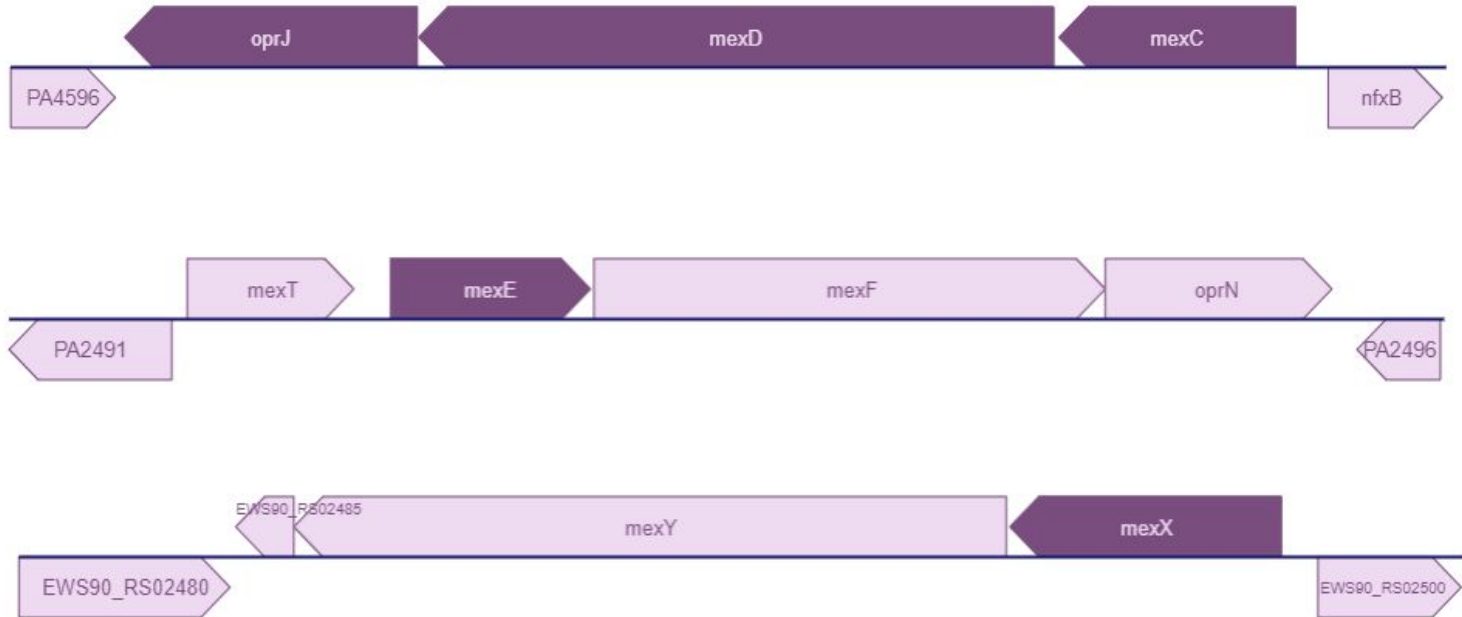 oprJ mexD mexC
PA4596 nfxB
mexT mexE mexF oprN
PA2491 PA2496
EWS90_RS02485 mexY mexX
EWS90_RS02480 EWS90_RS02500